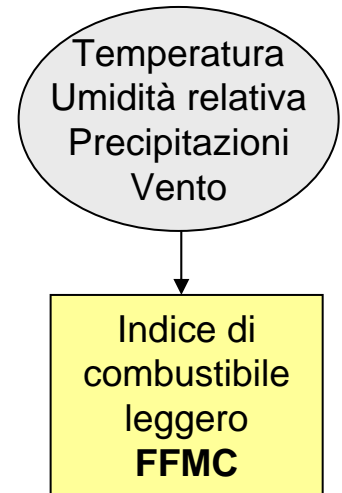 Temperatura
Umidità relativa
Precipitazioni
Vento
Indice di
combustibile
leggero
FFMC